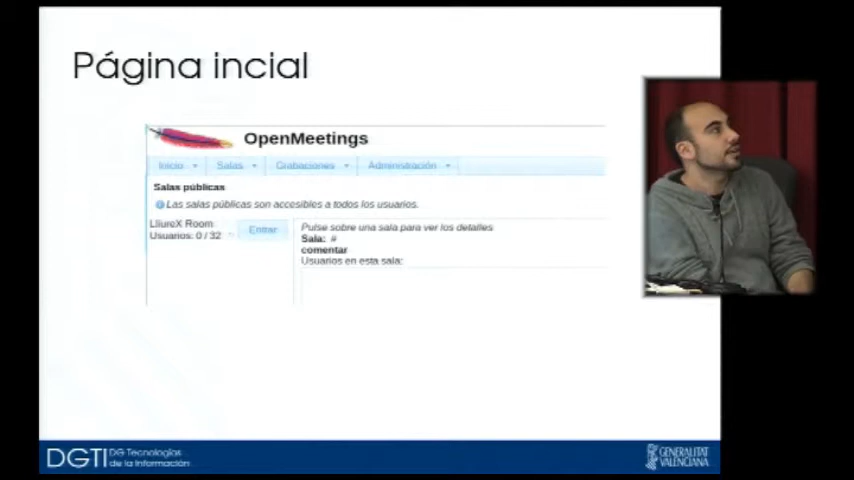 Página incial
OpenMeetings
Inicio Salas Grabaciones Administración
Salas públicas
Las salas públicas son accesibles a todos los usuarios.
LliureX Room
Usuarios: 0 / 32
Entrar
Pulse sobre una sala para ver los detalles
Sala: #
comentar
Usuarios en esta sala:
DGTI
DG Tecnologías
de la Información
GENERALITAT
VALENCIANA